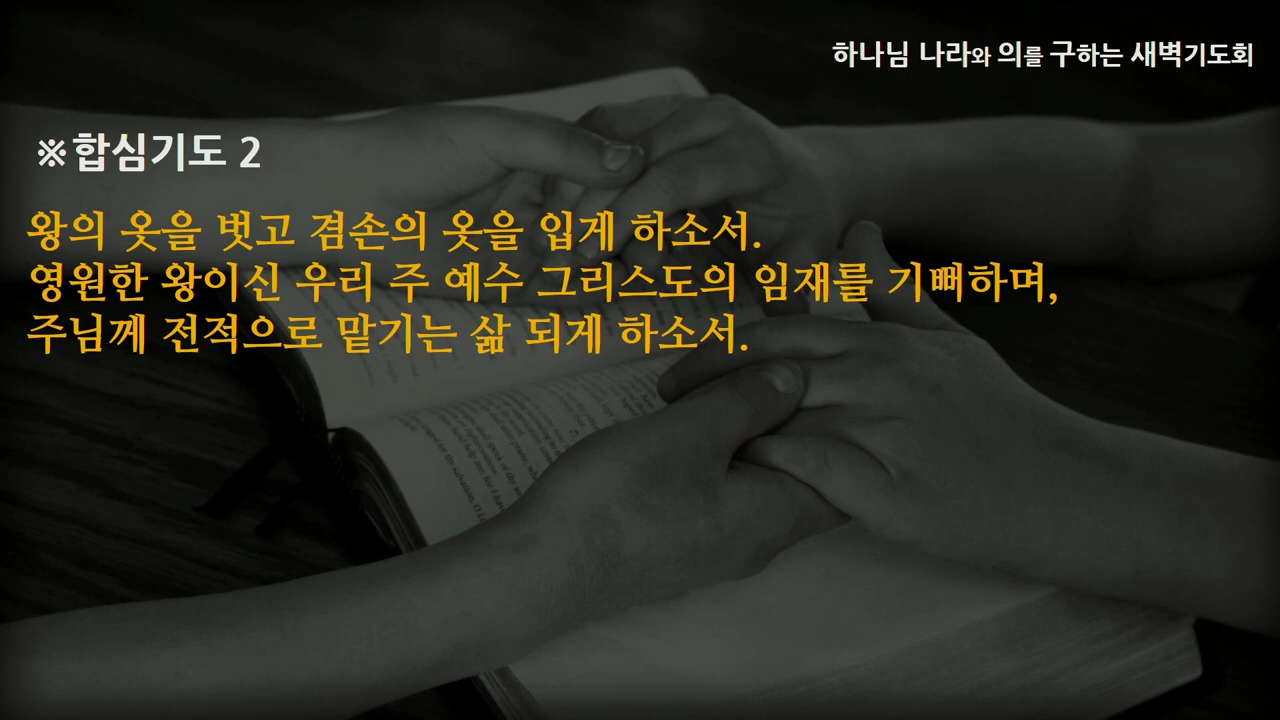 하나님 나라와 의를 구하는 새벽기도회
※합심기도 2
왕의 옷을 벗고 겸손의 옷을 입게 하소서.
영원한 왕이신 우리 주 예수 그리스도의 임재를 기뻐하며,
주님께 전적으로 맡기는 삶 되게 하소서.